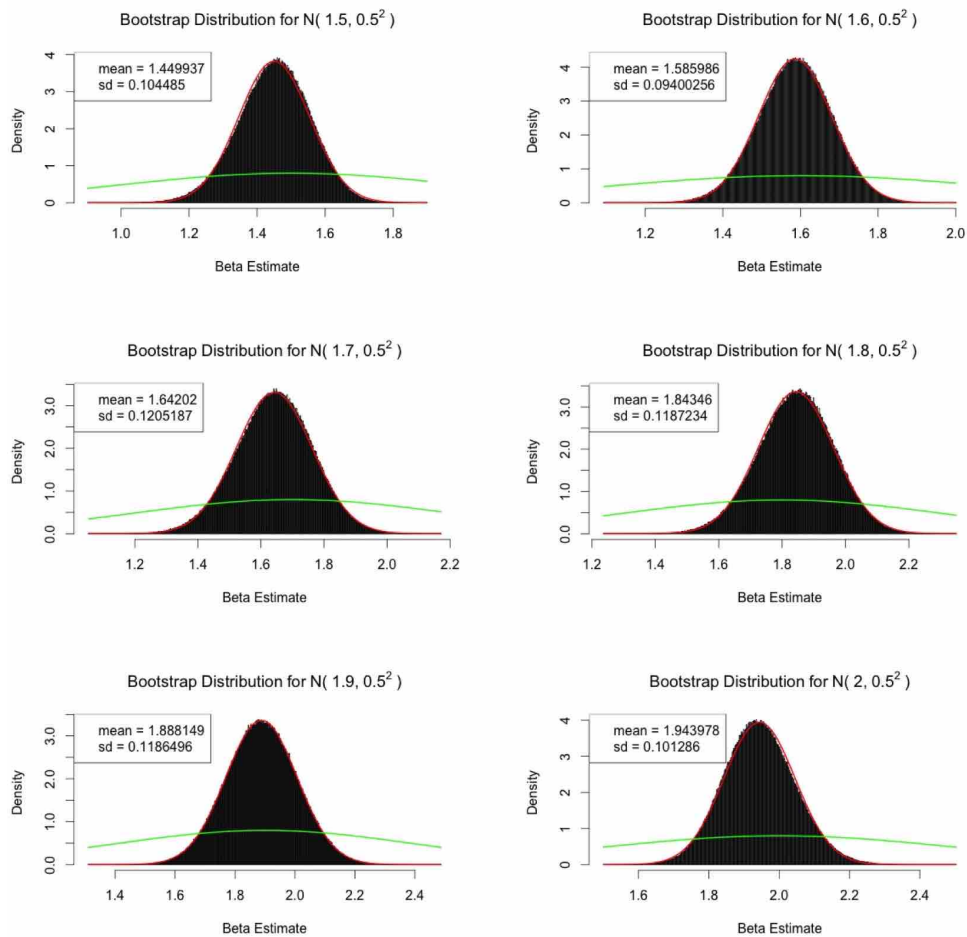 Bootstrap Distribution for N( 1.5, 0.5² )
mean = 1.449937
sd = 0.104485
Density
0 1 2 3 4
1.0 1.2 1.4 1.6 1.8
Beta Estimate
Bootstrap Distribution for N( 1.6, 0.5² )
mean = 1.585986
sd = 0.09400256
Density
0 1 2 3 4
1.2 1.4 1.6 1.8 2.0
Beta Estimate
Bootstrap Distribution for N( 1.7, 0.5² )
mean = 1.64202
sd = 0.1205187
Density
0.0 1.0 2.0 3.0
1.2 1.4 1.6 1.8 2.0 2.2
Beta Estimate
Bootstrap Distribution for N( 1.8, 0.5² )
mean = 1.84346
sd = 0.1187234
Density
0.0 1.0 2.0 3.0
1.2 1.4 1.6 1.8 2.0 2.2
Beta Estimate
Bootstrap Distribution for N( 1.9, 0.5² )
mean = 1.888149
sd = 0.1186496
Density
0.0 1.0 2.0 3.0
1.4 1.6 1.8 2.0 2.2 2.4
Beta Estimate
Bootstrap Distribution for N( 2, 0.5² )
mean = 1.943978
sd = 0.101286
Density
0 1 2 3 4
1.6 1.8 2.0 2.2 2.4
Beta Estimate